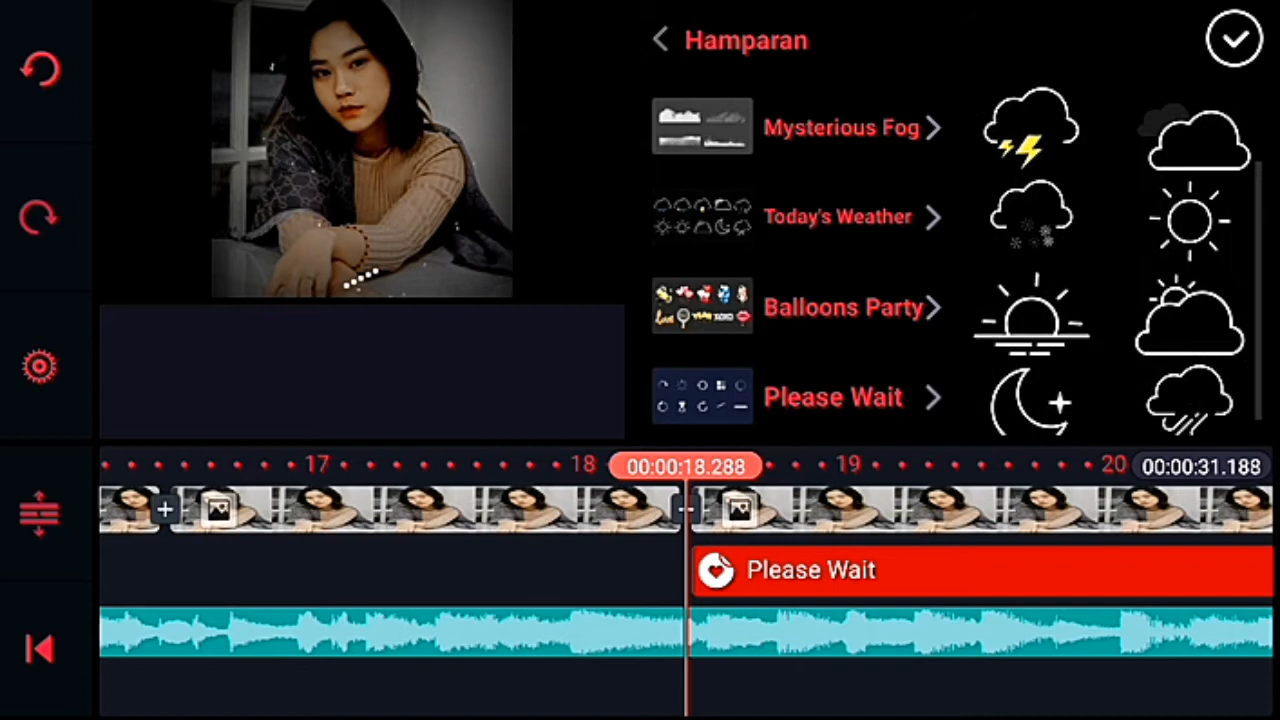 Hamparan
Mysterious Fog
Today's Weather
Balloons Party
Please Wait
17
18
00:00:18.288
19
20
00:00:31.188
Please Wait